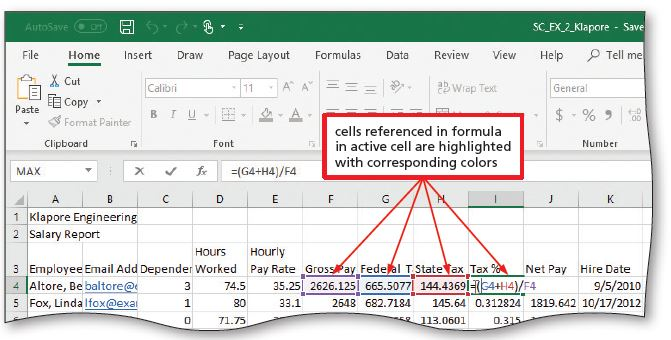 AutoSave Off SC_EX_2_Klapore - Save
File Home Insert Draw Page Layout Formulas Data Review View Help Tell me
Cut
Copy
Paste
Format Painter
Calibri 11 A A
B I U A
ab Wrap Text
Merge & Center
General
$ % 9
Clipboard Font Number
cells referenced in formula
in active cell are highlighted
with corresponding colors
MAX fx =(G4+H4)/F4
A B C D E F G H I J K
1 Klapore Engineering
2 Salary Report
Hours Hourly
3 Employee Email Add Depender Worked Pay Rate Gross Pay Federal T State Tax Tax % Net Pay Hire Date
4 Altore, Be baltore@e 3 74.5 35.25 2626.125 665.5077 144.4369 =(G4+H4)/F4 9/5/2010
5 Fox, Linda lfox@exa 1 80 33.1 2648 682.7184 145.64 0.312824 1819.642 10/17/2012
0 71.75 113.0601 0.315